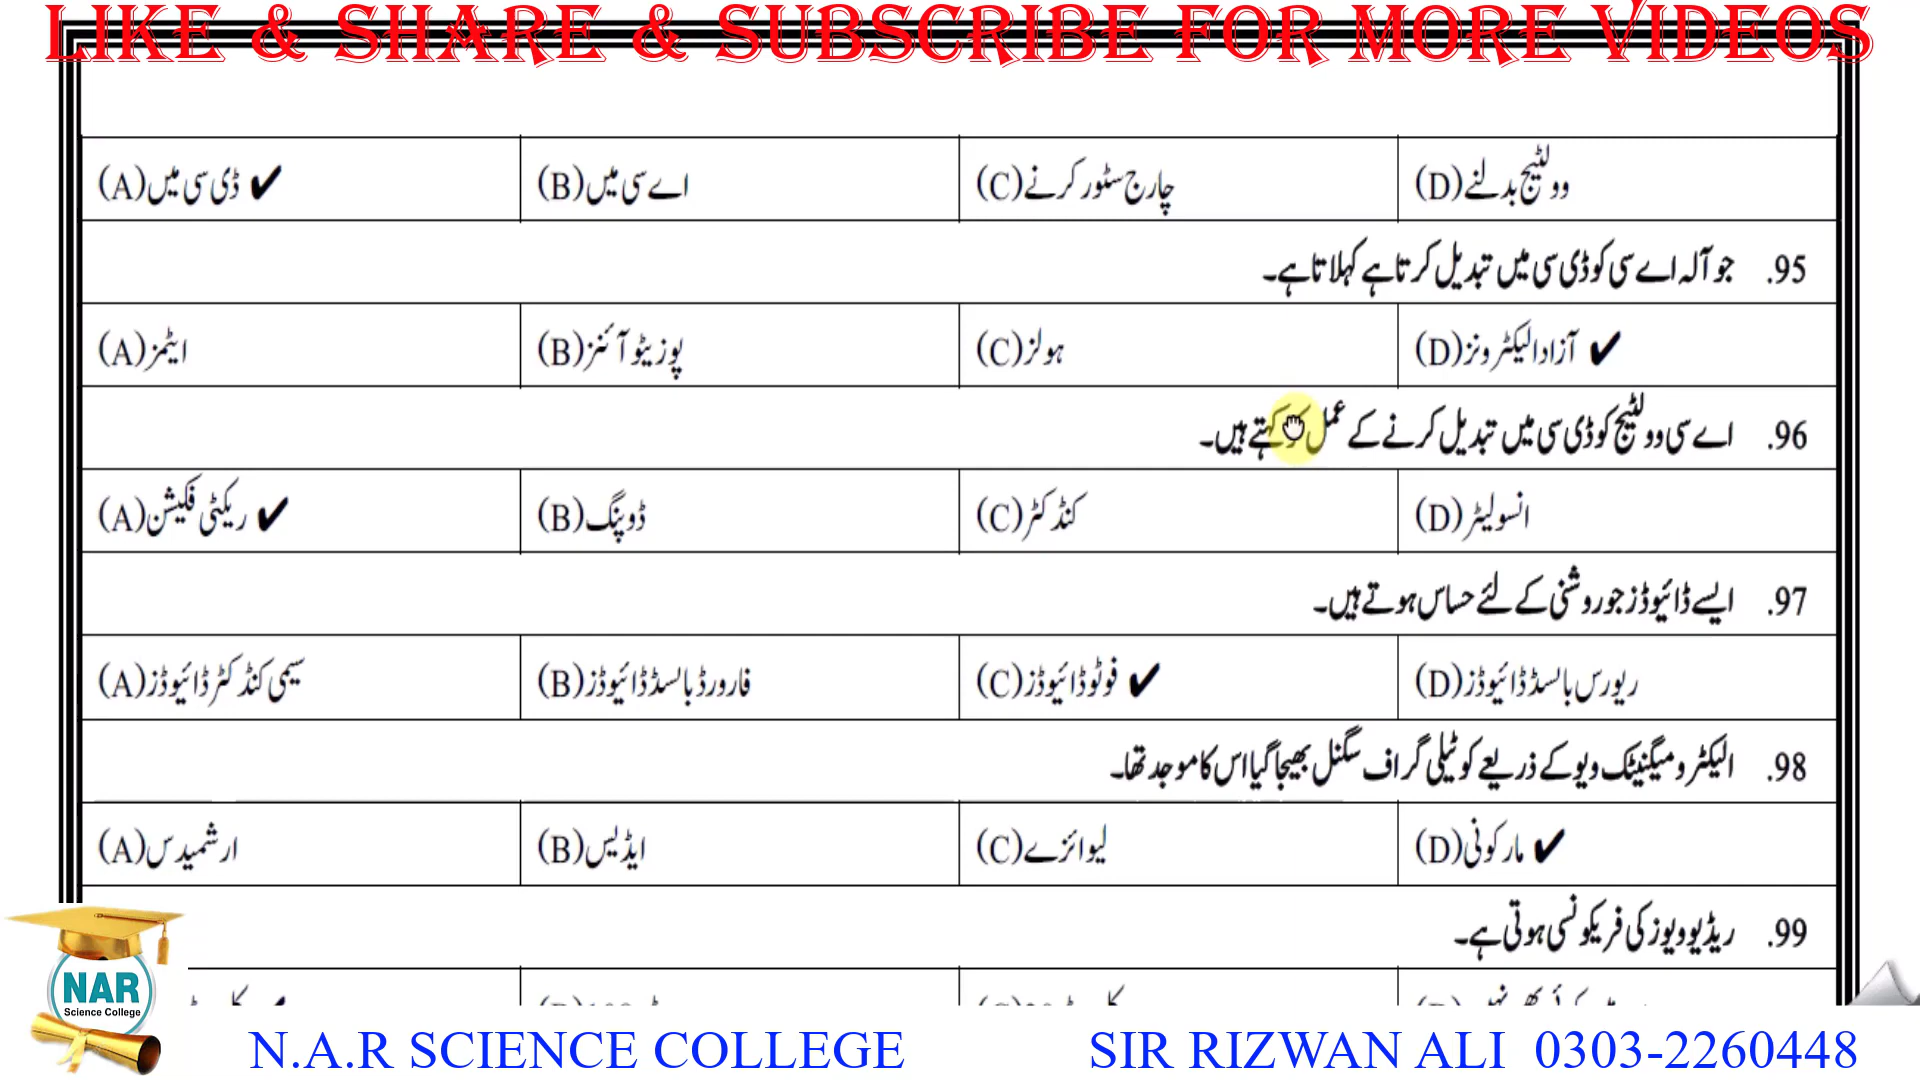 LIKE & SHARE & SUBSCRIBE FOR MORE VIDEOS
(A) ڈی سی میں ✔ (B) اے سی میں (C) چارج سٹور کرنے (D) وولٹیج بدلنے
95. جو آلہ اے سی کو ڈی سی میں تبدیل کرتا ہے کہلاتا ہے۔
(A) ایٹمز (B) پوزیٹو آئنز (C) ہولز (D) آزاد الیکٹرونز ✔
96. اے سی وولٹیج کو ڈی سی میں تبدیل کرنے کے عمل کو کہتے ہیں۔
(A) ریکٹی فکیشن ✔ (B) ڈوپنگ (C) کنڈکٹر (D) انسولیٹر
97. ایسے ڈائیوڈز جو روشنی کے لئے حساس ہوتے ہیں۔
(A) سیمی کنڈکٹر ڈائیوڈز (B) فارورڈ بائسڈ ڈائیوڈز (C) فوٹو ڈائیوڈز ✔ (D) ریورس بائسڈ ڈائیوڈز
98. الیکٹرومیگنیٹک ویو کے ذریعے کو ٹیلی گراف سگنل بھیجا گیا اس کا موجد تھا۔
(A) ارشمیدس (B) ایڈیسن (C) لیوائزے (D) مارکونی ✔
99. ریڈیو ویوز کی فریکونسی ہوتی ہے۔
NAR
Science College
N.A.R SCIENCE COLLEGE SIR RIZWAN ALI 0303-2260448